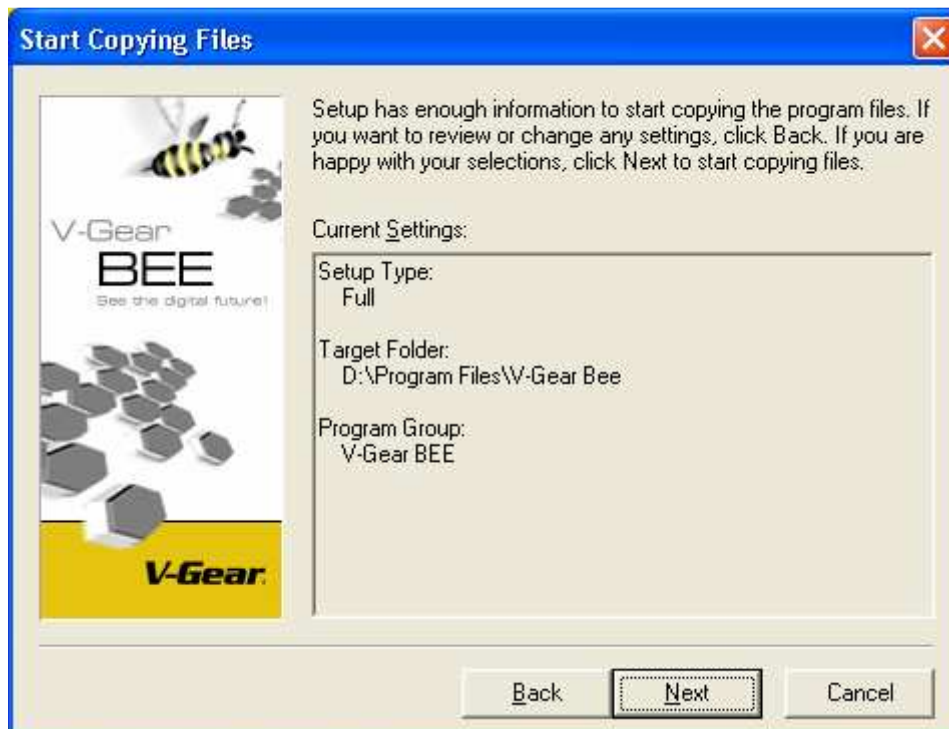 Start Copying Files
V-Gear
BEE
See the digital future!
V-Gear.
Setup has enough information to start copying the program files. If
you want to review or change any settings, click Back. If you are
happy with your selections, click Next to start copying files.
Current Settings:
Setup Type:
Full
Target Folder:
D:\Program Files\V-Gear Bee
Program Group:
V-Gear BEE
Back
Next
Cancel